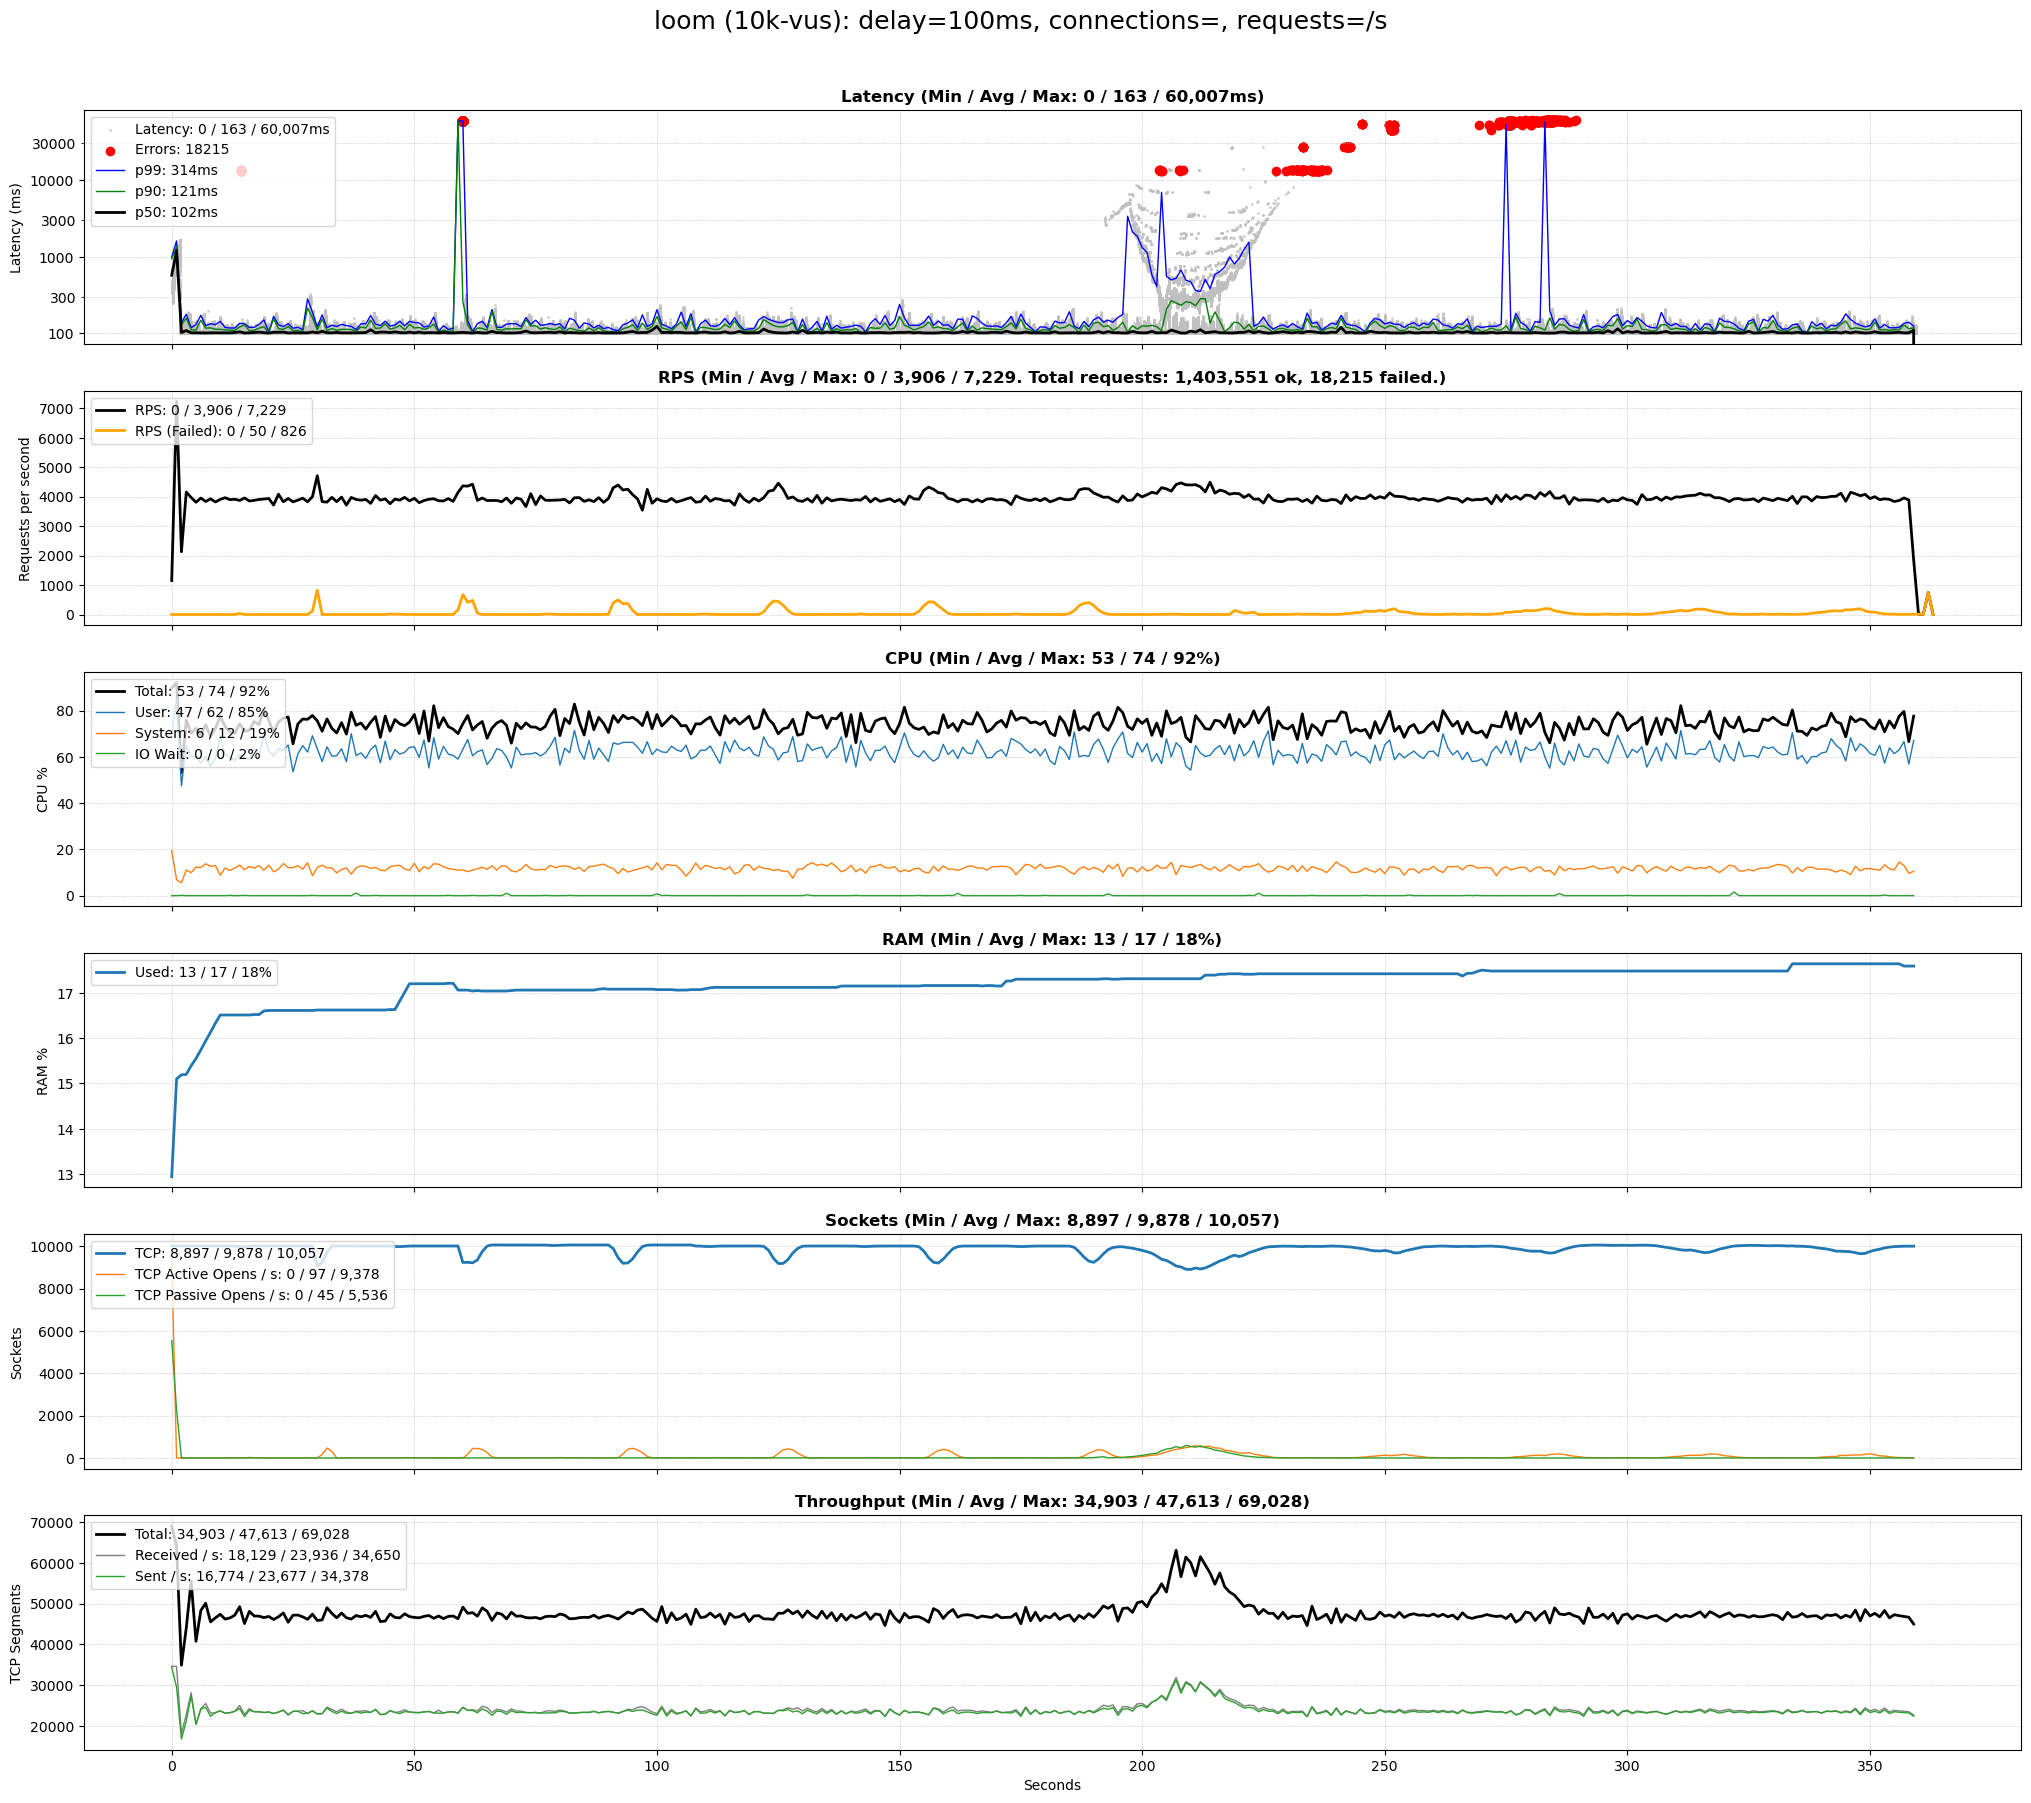 loom (10k-vus): delay=100ms, connections=, requests=/s
Latency (Min / Avg / Max: 0 / 163 / 60,007ms)
Latency (ms)
30000
10000
3000
1000
300
100
Latency: 0 / 163 / 60,007ms
Errors: 18215
p99: 314ms
p90: 121ms
p50: 102ms
RPS (Min / Avg / Max: 0 / 3,906 / 7,229. Total requests: 1,403,551 ok, 18,215 failed.)
Requests per second
7000
6000
5000
4000
3000
2000
1000
0
RPS: 0 / 3,906 / 7,229
RPS (Failed): 0 / 50 / 826
CPU (Min / Avg / Max: 53 / 74 / 92%)
CPU %
80
60
40
20
0
Total: 53 / 74 / 92%
User: 47 / 62 / 85%
System: 6 / 12 / 19%
IO Wait: 0 / 0 / 2%
RAM (Min / Avg / Max: 13 / 17 / 18%)
RAM %
17
16
15
14
13
Used: 13 / 17 / 18%
Sockets (Min / Avg / Max: 8,897 / 9,878 / 10,057)
Sockets
10000
8000
6000
4000
2000
0
TCP: 8,897 / 9,878 / 10,057
TCP Active Opens / s: 0 / 97 / 9,378
TCP Passive Opens / s: 0 / 45 / 5,536
Throughput (Min / Avg / Max: 34,903 / 47,613 / 69,028)
TCP Segments
70000
60000
50000
40000
30000
20000
Total: 34,903 / 47,613 / 69,028
Received / s: 18,129 / 23,936 / 34,650
Sent / s: 16,774 / 23,677 / 34,378
0 50 100 150 200 250 300 350
Seconds